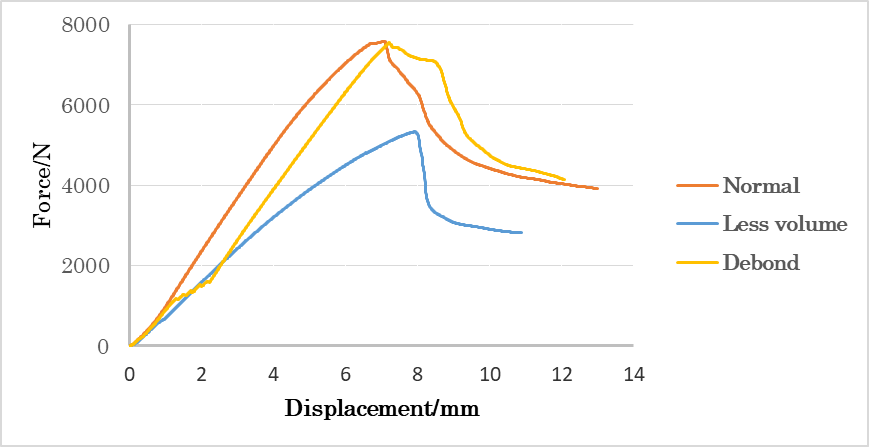 8000
6000
4000
2000
0
Force/N
0 2 4 6 8 10 12 14
Displacement/mm
Normal
Less volume
Debond